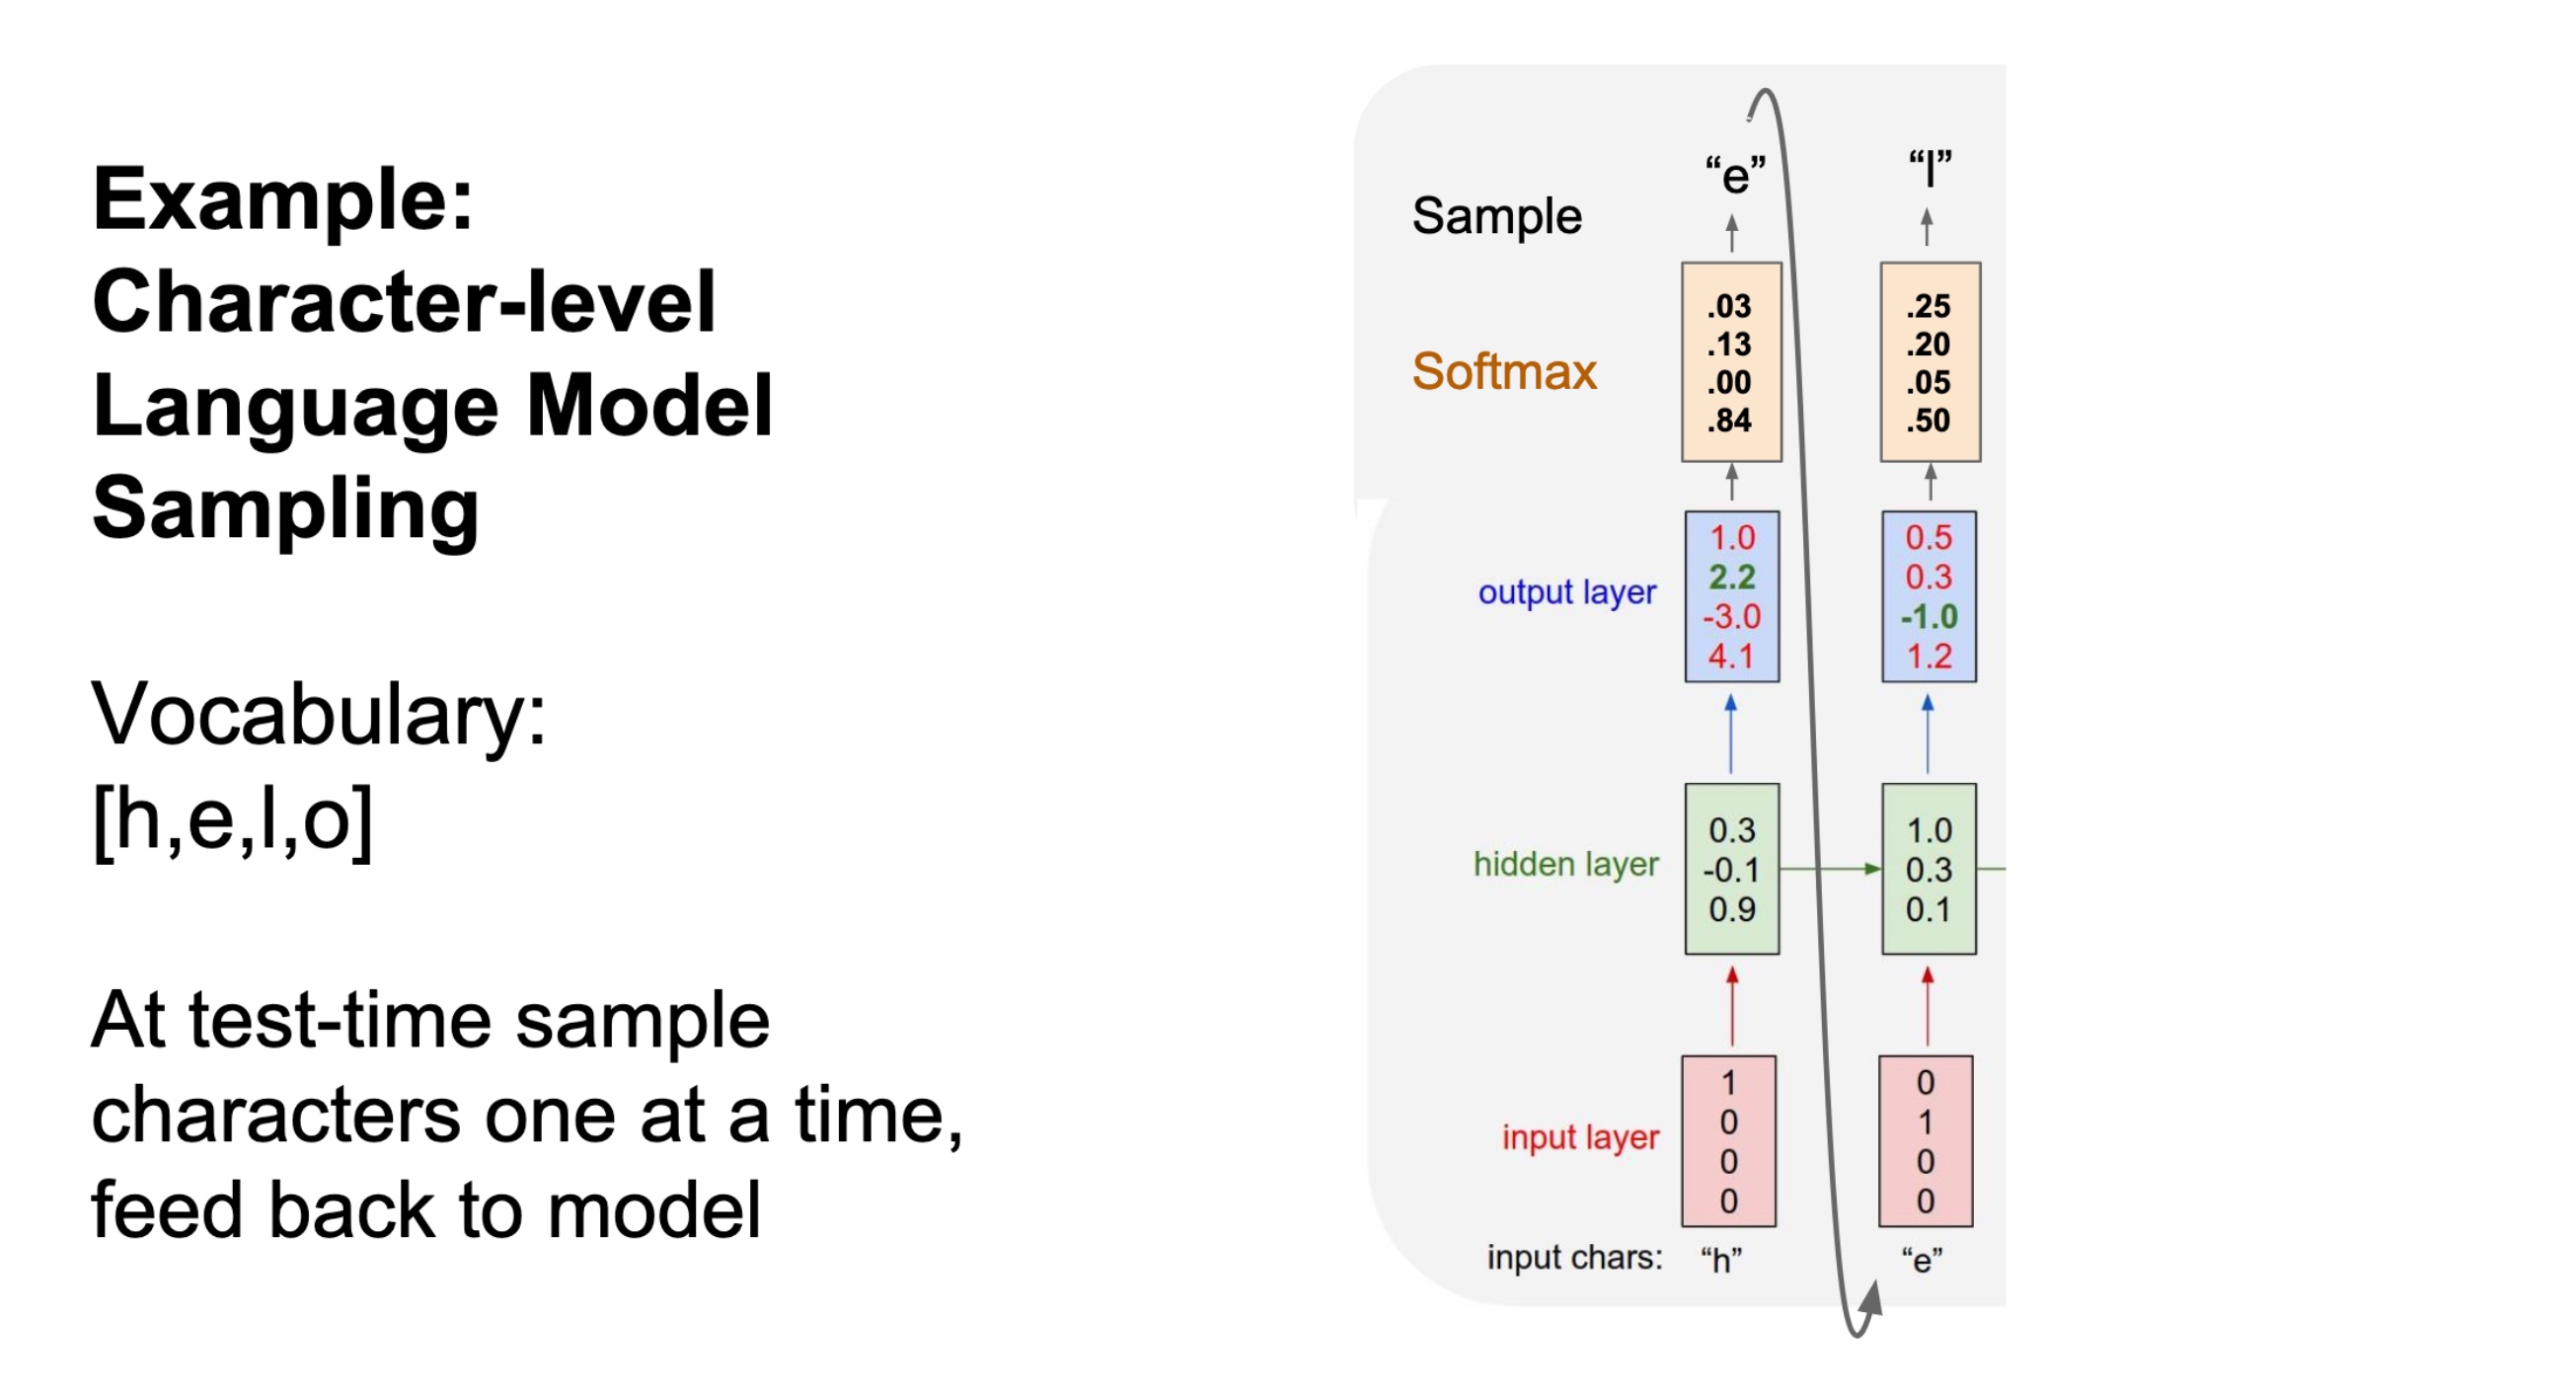 Example:
Character-level
Language Model
Sampling
Vocabulary:
[h,e,l,o]
At test-time sample
characters one at a time,
feed back to model
“e” “l”
Sample
Softmax
.03 .25
.13 .20
.00 .05
.84 .50
output layer
1.0 0.5
2.2 0.3
-3.0 -1.0
4.1 1.2
hidden layer
0.3 1.0
-0.1 0.3
0.9 0.1
input layer
1 0
0 1
0 0
0 0
input chars: “h” “e”